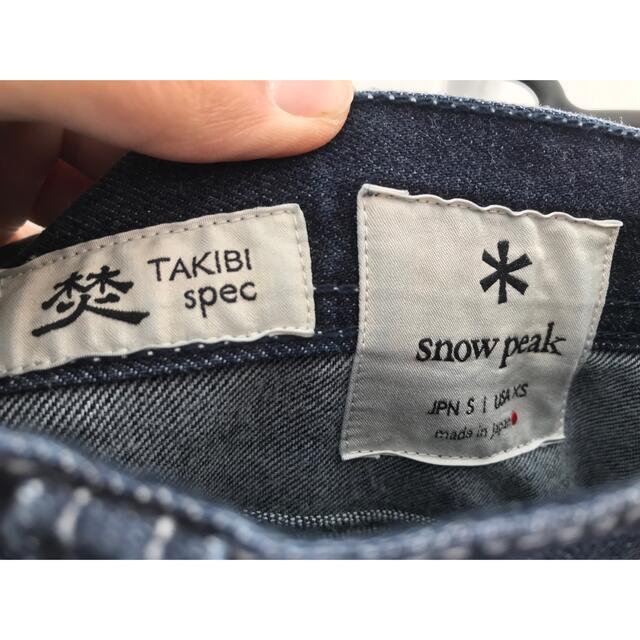 焚 TAKIBI
spec
snow peak
JPN S | USA XS
made in japan